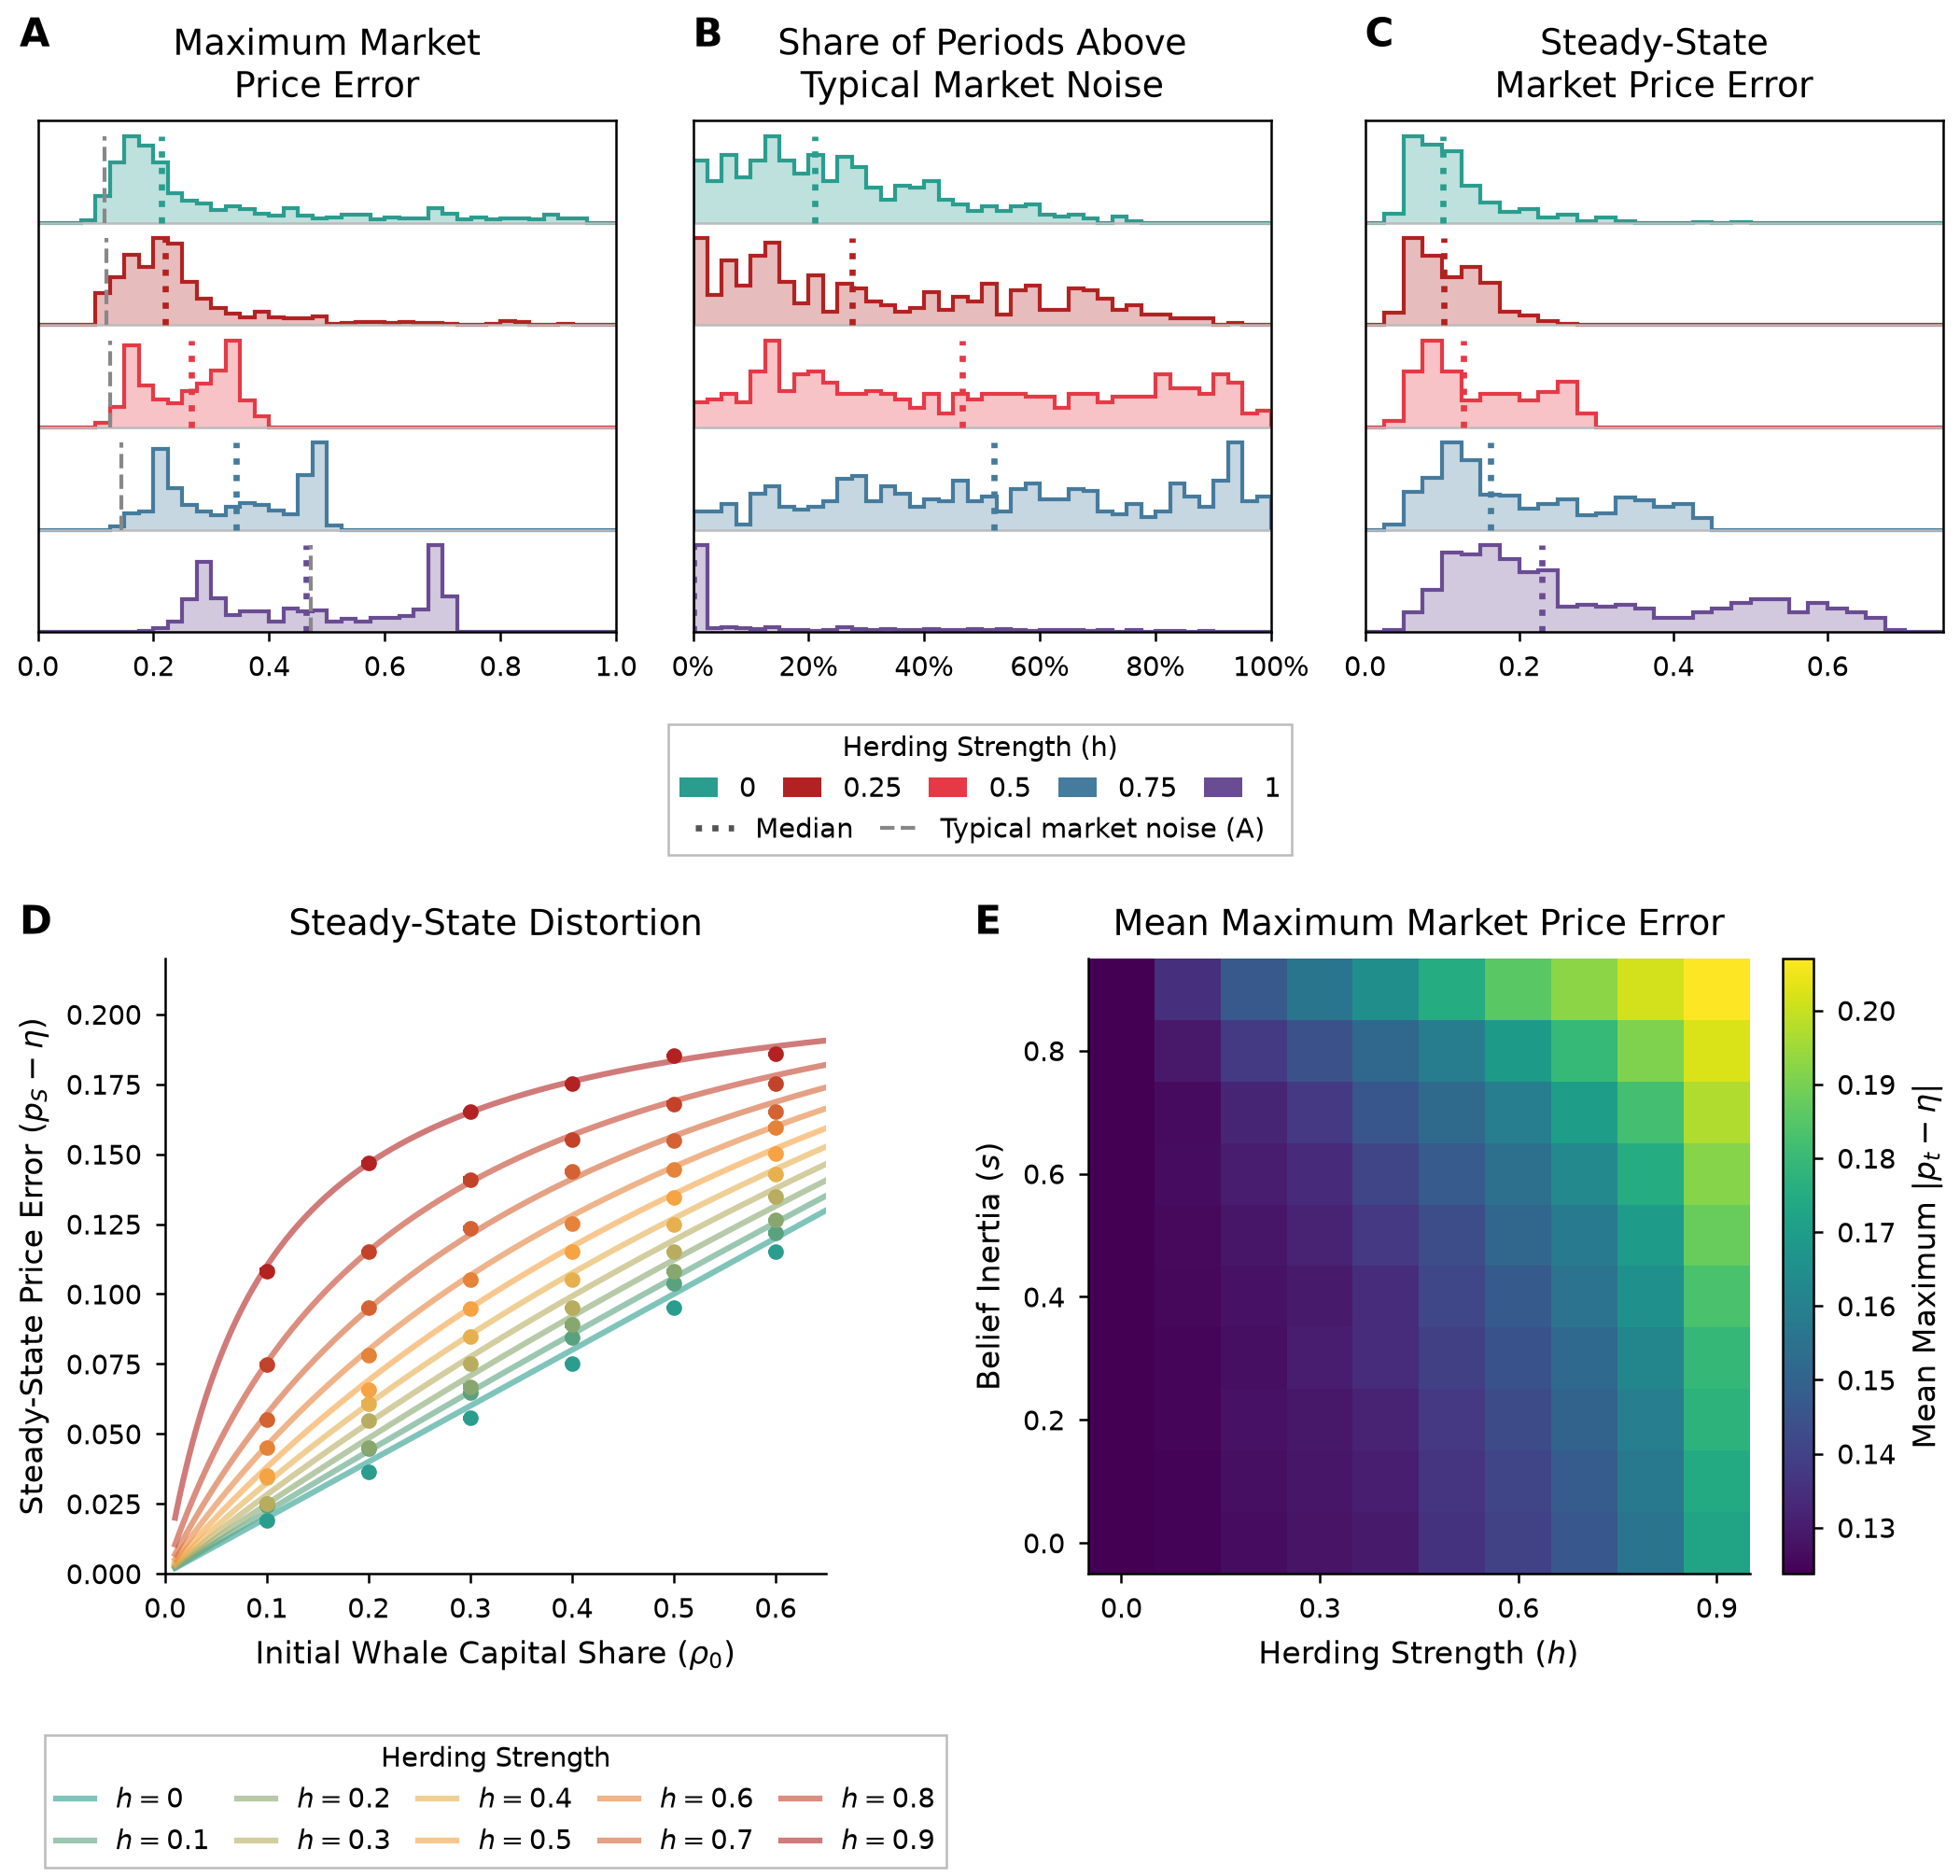 A
Maximum Market
Price Error
B
Share of Periods Above
Typical Market Noise
C
Steady-State
Market Price Error
0.0 0.2 0.4 0.6 0.8 1.0
0% 20% 40% 60% 80% 100%
0.0 0.2 0.4 0.6
Herding Strength (h)
0 0.25 0.5 0.75 1
Median Typical market noise (A)
D
Steady-State Distortion
0.200
0.175
0.150
0.125
0.100
0.075
0.050
0.025
0.000
Steady-State Price Error (pₛ − η)
0.0 0.1 0.2 0.3 0.4 0.5 0.6
Initial Whale Capital Share (ρ₀)
E
Mean Maximum Market Price Error
0.8
0.6
0.4
0.2
0.0
Belief Inertia (s)
0.0 0.3 0.6 0.9
Herding Strength (h)
0.20
0.19
0.18
0.17
0.16
0.15
0.14
0.13
Mean Maximum |pₜ − η|
Herding Strength
h = 0 h = 0.2 h = 0.4 h = 0.6 h = 0.8
h = 0.1 h = 0.3 h = 0.5 h = 0.7 h = 0.9